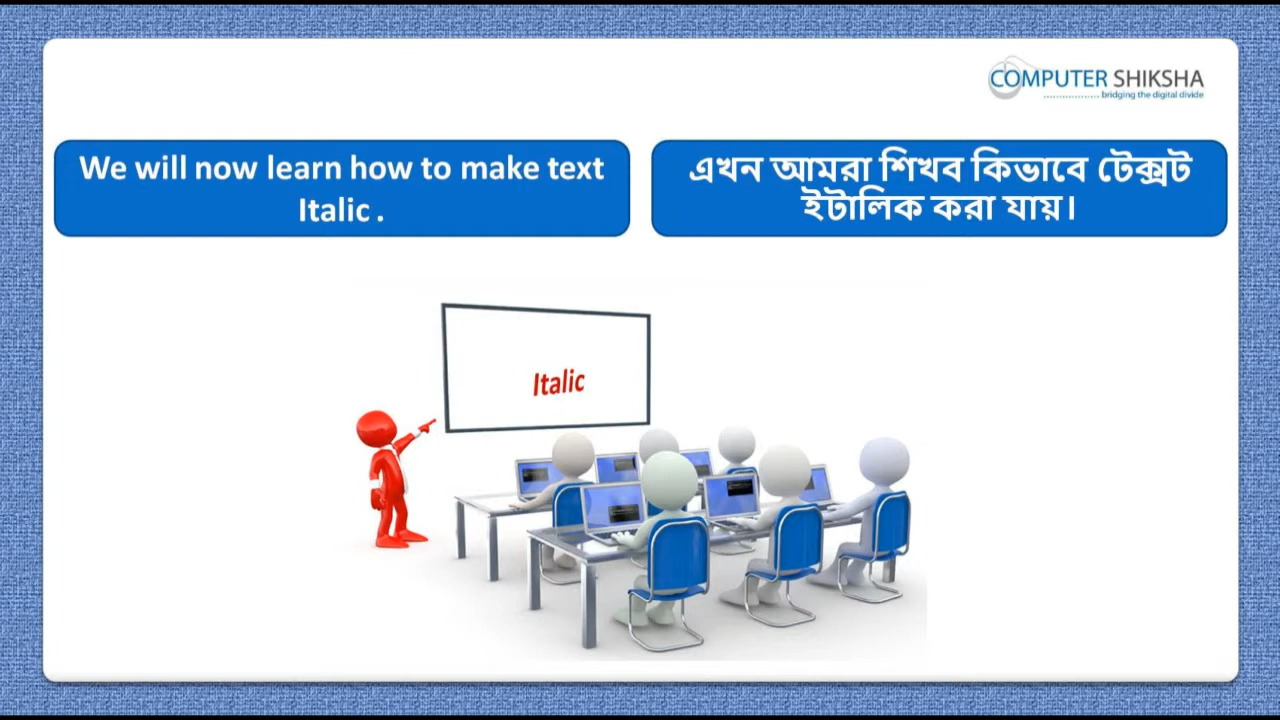 COMPUTER SHIKSHA
bridging the digital divide
We will now learn how to make text
Italic .
এখন আমরা শিখব কিভাবে টেক্সট
ইটালিক করা যায়।
Italic